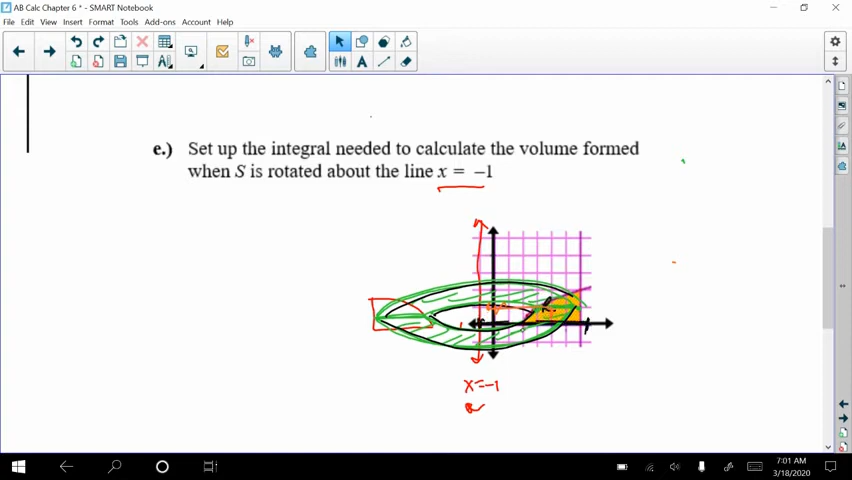 AB Calc Chapter 6 * - SMART Notebook
File Edit View Insert Format Tools Add-ons Account Help
e.) Set up the integral needed to calculate the volume formed
when S is rotated about the line x = −1
x=-1
7:01 AM
3/18/2020